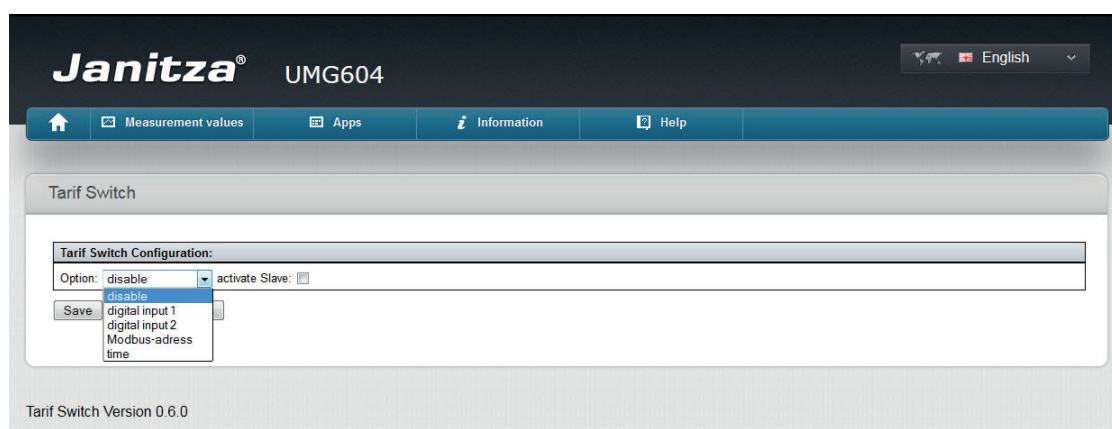 Janitza® UMG604
English
Measurement values Apps Information Help
Tarif Switch
Tarif Switch Configuration:
Option: disable activate Slave:
disable
Save
digital input 1
digital input 2
Modbus-adress
time
Tarif Switch Version 0.6.0